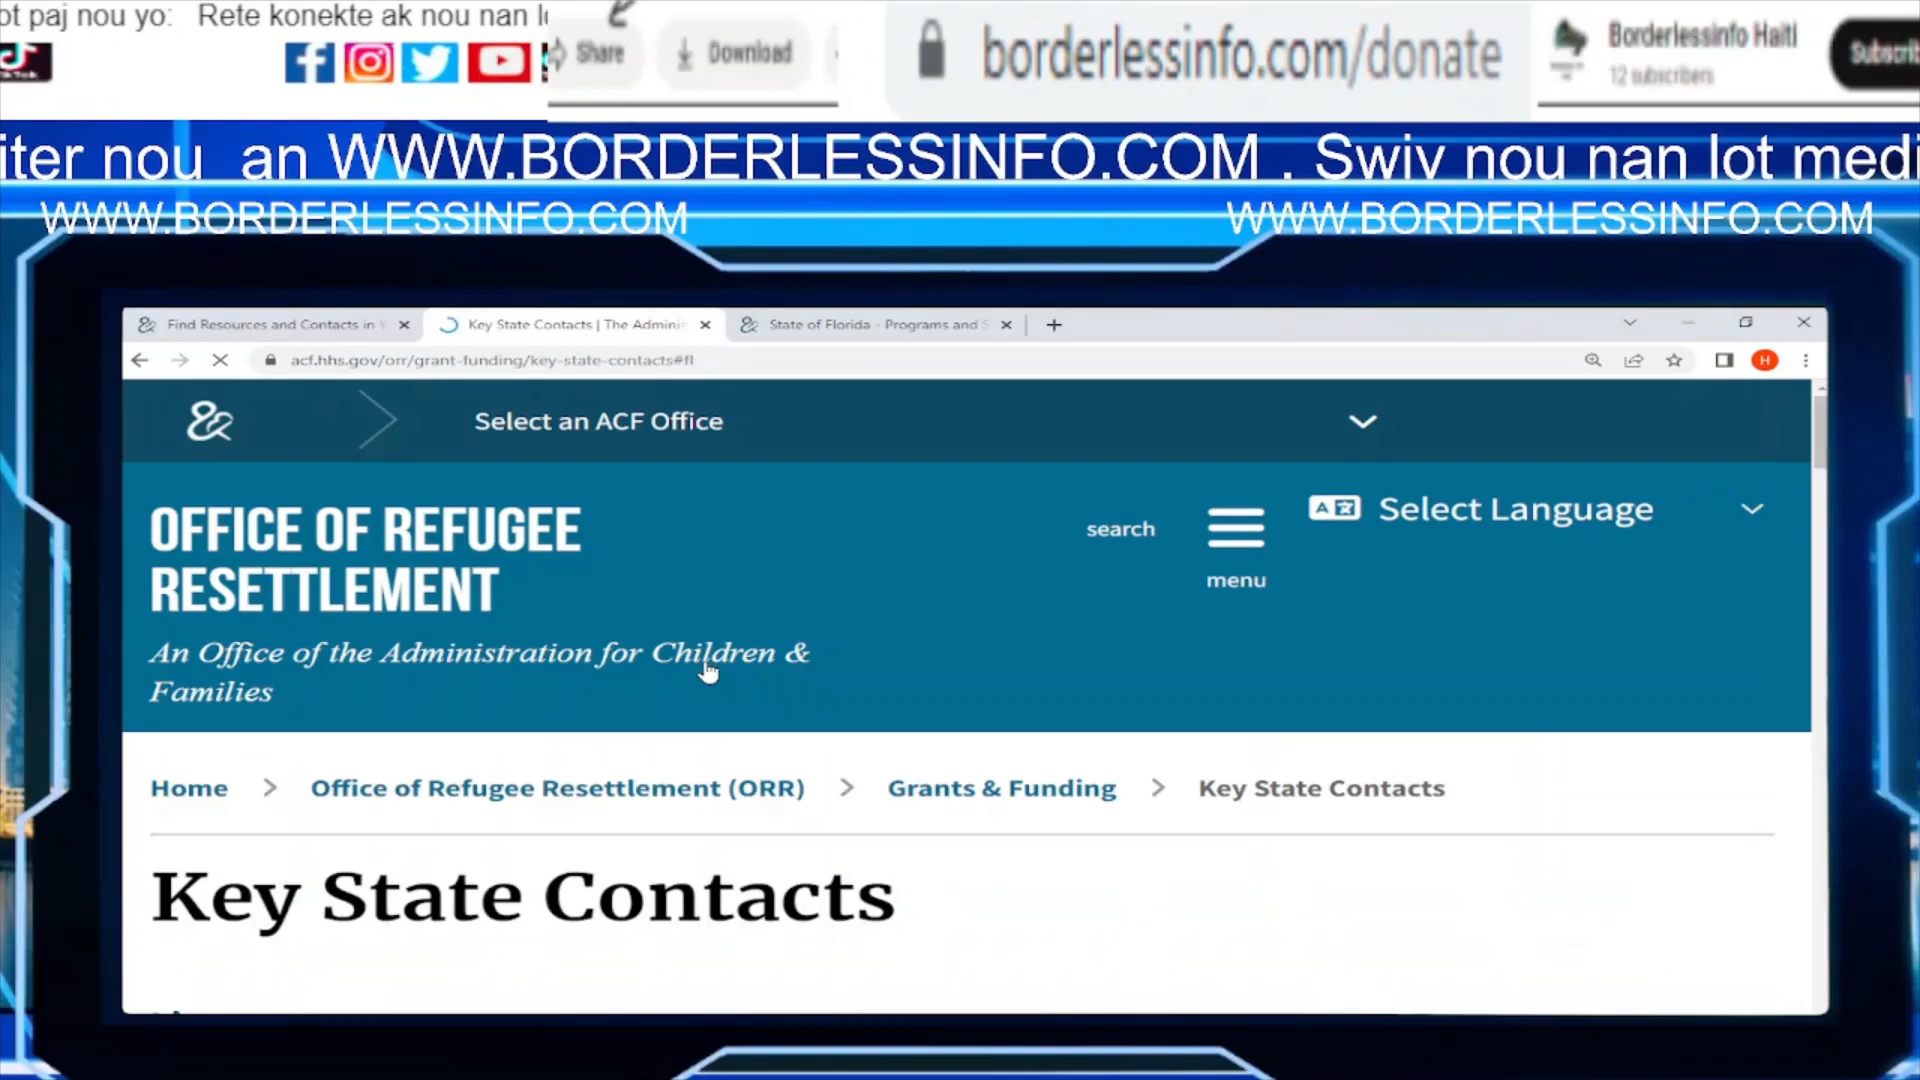 ot paj nou yo: Rete konekte ak nou nan l
Share
Download
borderlessinfo.com/donate
Borderlessinfo Haiti
12 subscribers
Subscrib
iter nou an WWW.BORDERLESSINFO.COM . Swiv nou nan lot medi
WWW.BORDERLESSINFO.COM
WWW.BORDERLESSINFO.COM
Find Resources and Contacts in Y
Key State Contacts | The Adminis
State of Florida - Programs and S
acf.hhs.gov/orr/grant-funding/key-state-contacts#fl
H
Select an ACF Office
OFFICE OF REFUGEE
RESETTLEMENT
search
menu
Select Language
An Office of the Administration for Children &
Families
Home > Office of Refugee Resettlement (ORR) > Grants & Funding > Key State Contacts
Key State Contacts